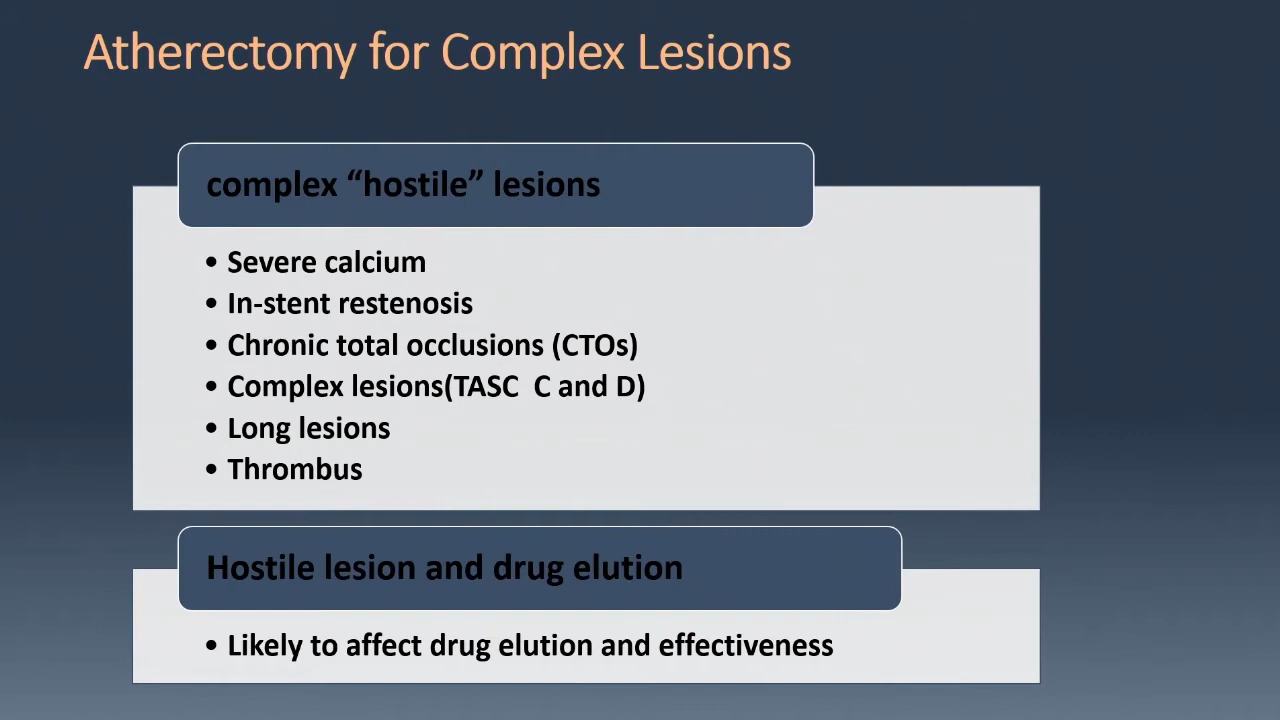 Atherectomy for Complex Lesions
complex “hostile” lesions
• Severe calcium
• In-stent restenosis
• Chronic total occlusions (CTOs)
• Complex lesions(TASC  C and D)
• Long lesions
• Thrombus
Hostile lesion and drug elution
• Likely to affect drug elution and effectiveness